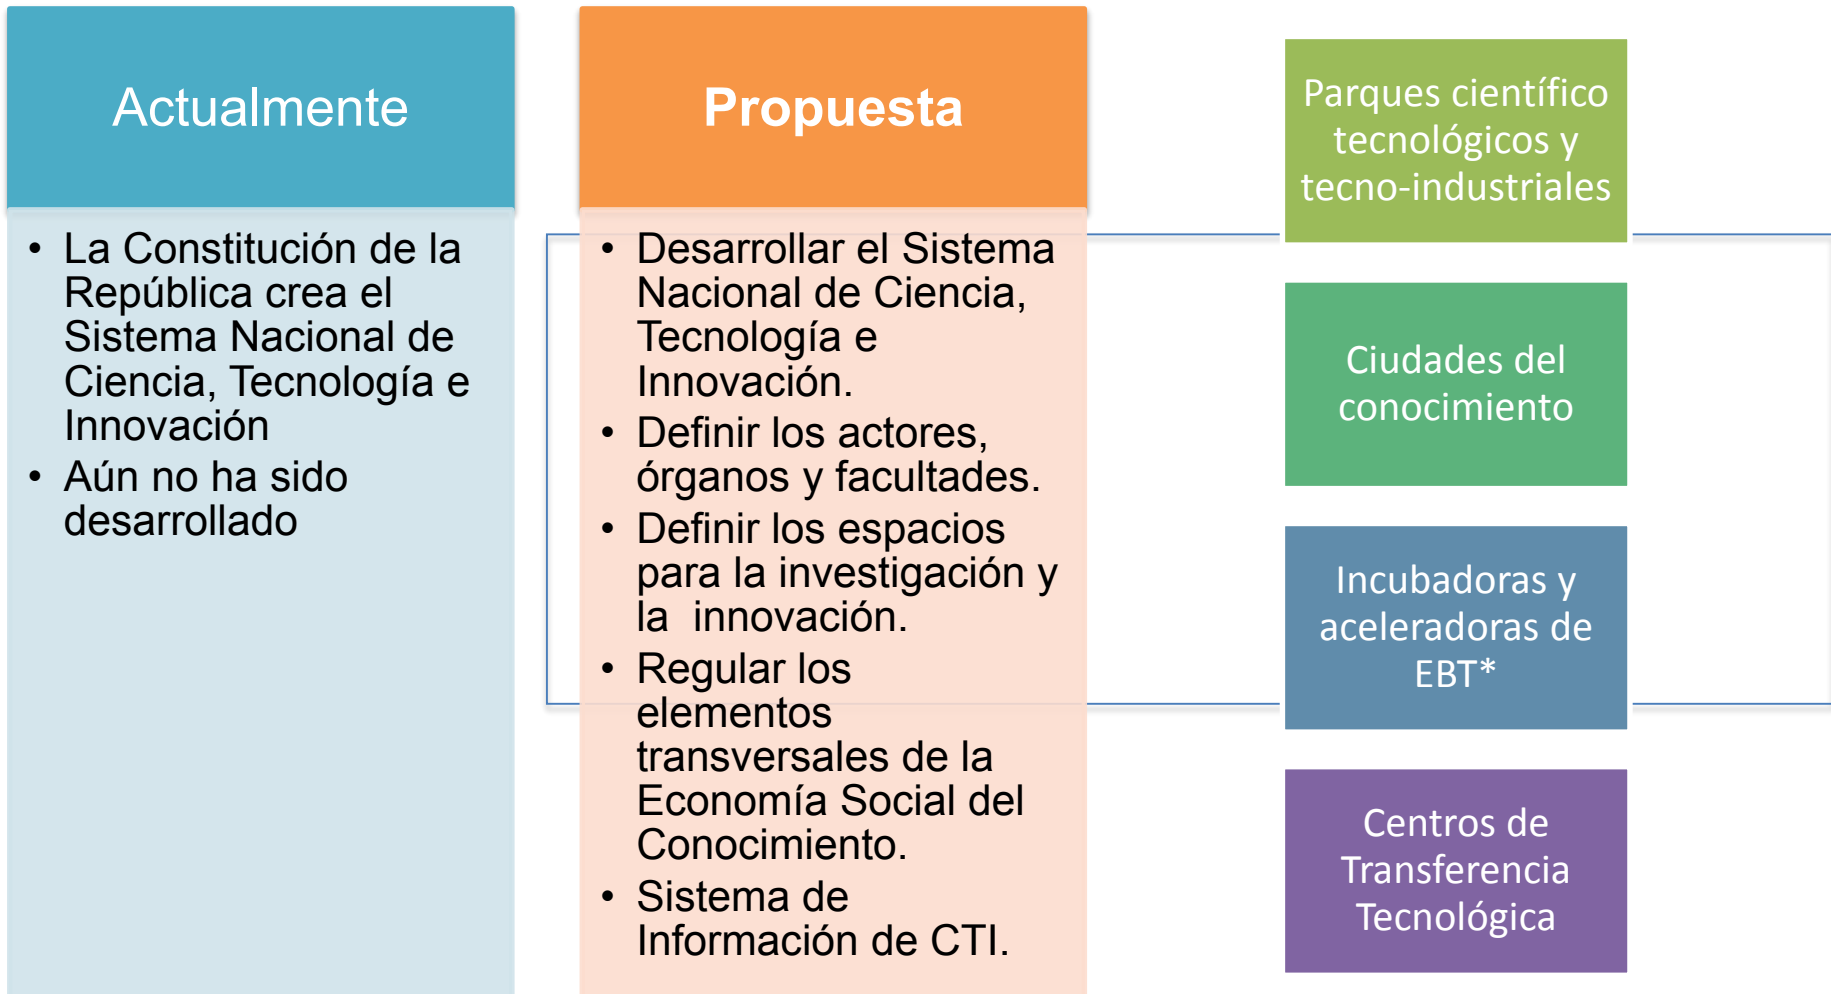 Actualmente
• La Constitución de la
República crea el
Sistema Nacional de
Ciencia, Tecnología e
Innovación
• Aún no ha sido
desarrollado
Propuesta
• Desarrollar el Sistema
Nacional de Ciencia,
Tecnología e
Innovación.
• Definir los actores,
órganos y facultades.
• Definir los espacios
para la investigación y
la  innovación.
• Regular los
elementos
transversales de la
Economía Social del
Conocimiento.
• Sistema de
Información de CTI.
Parques científico
tecnológicos y
tecno-industriales
Ciudades del
conocimiento
Incubadoras y
aceleradoras de
EBT*
Centros de
Transferencia
Tecnológica